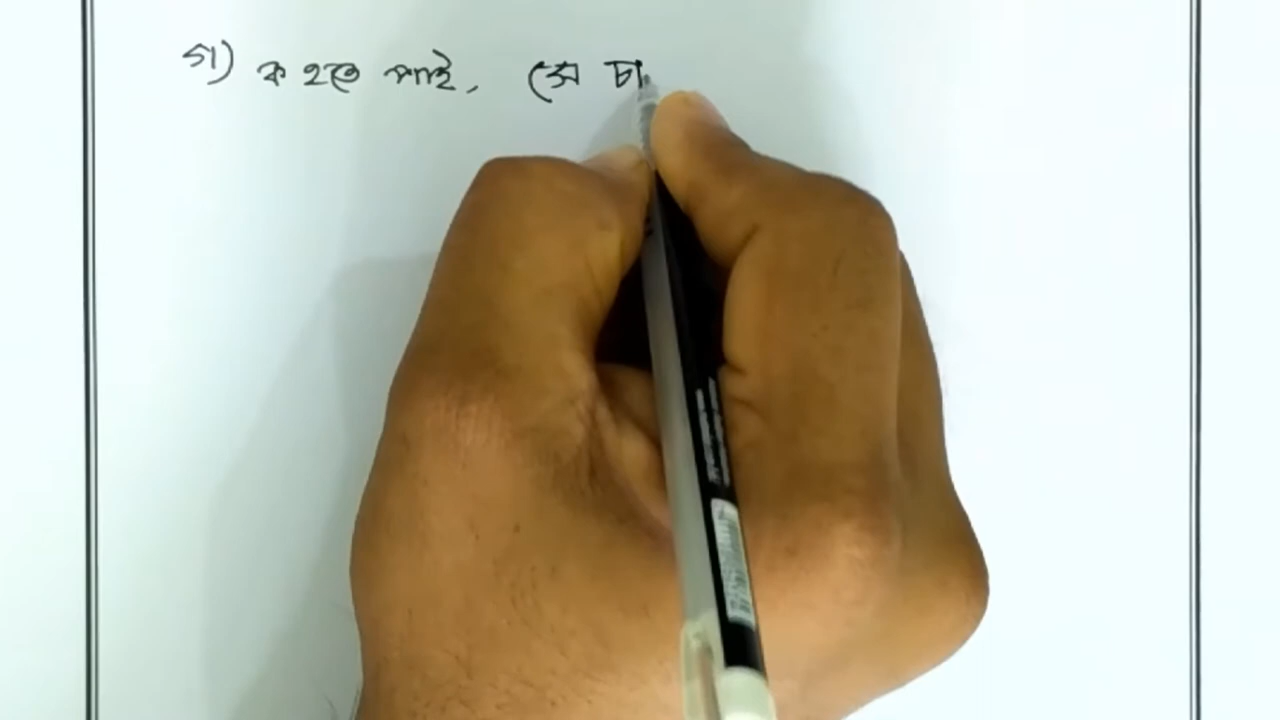 গ) ক হতে পাই, সে চা